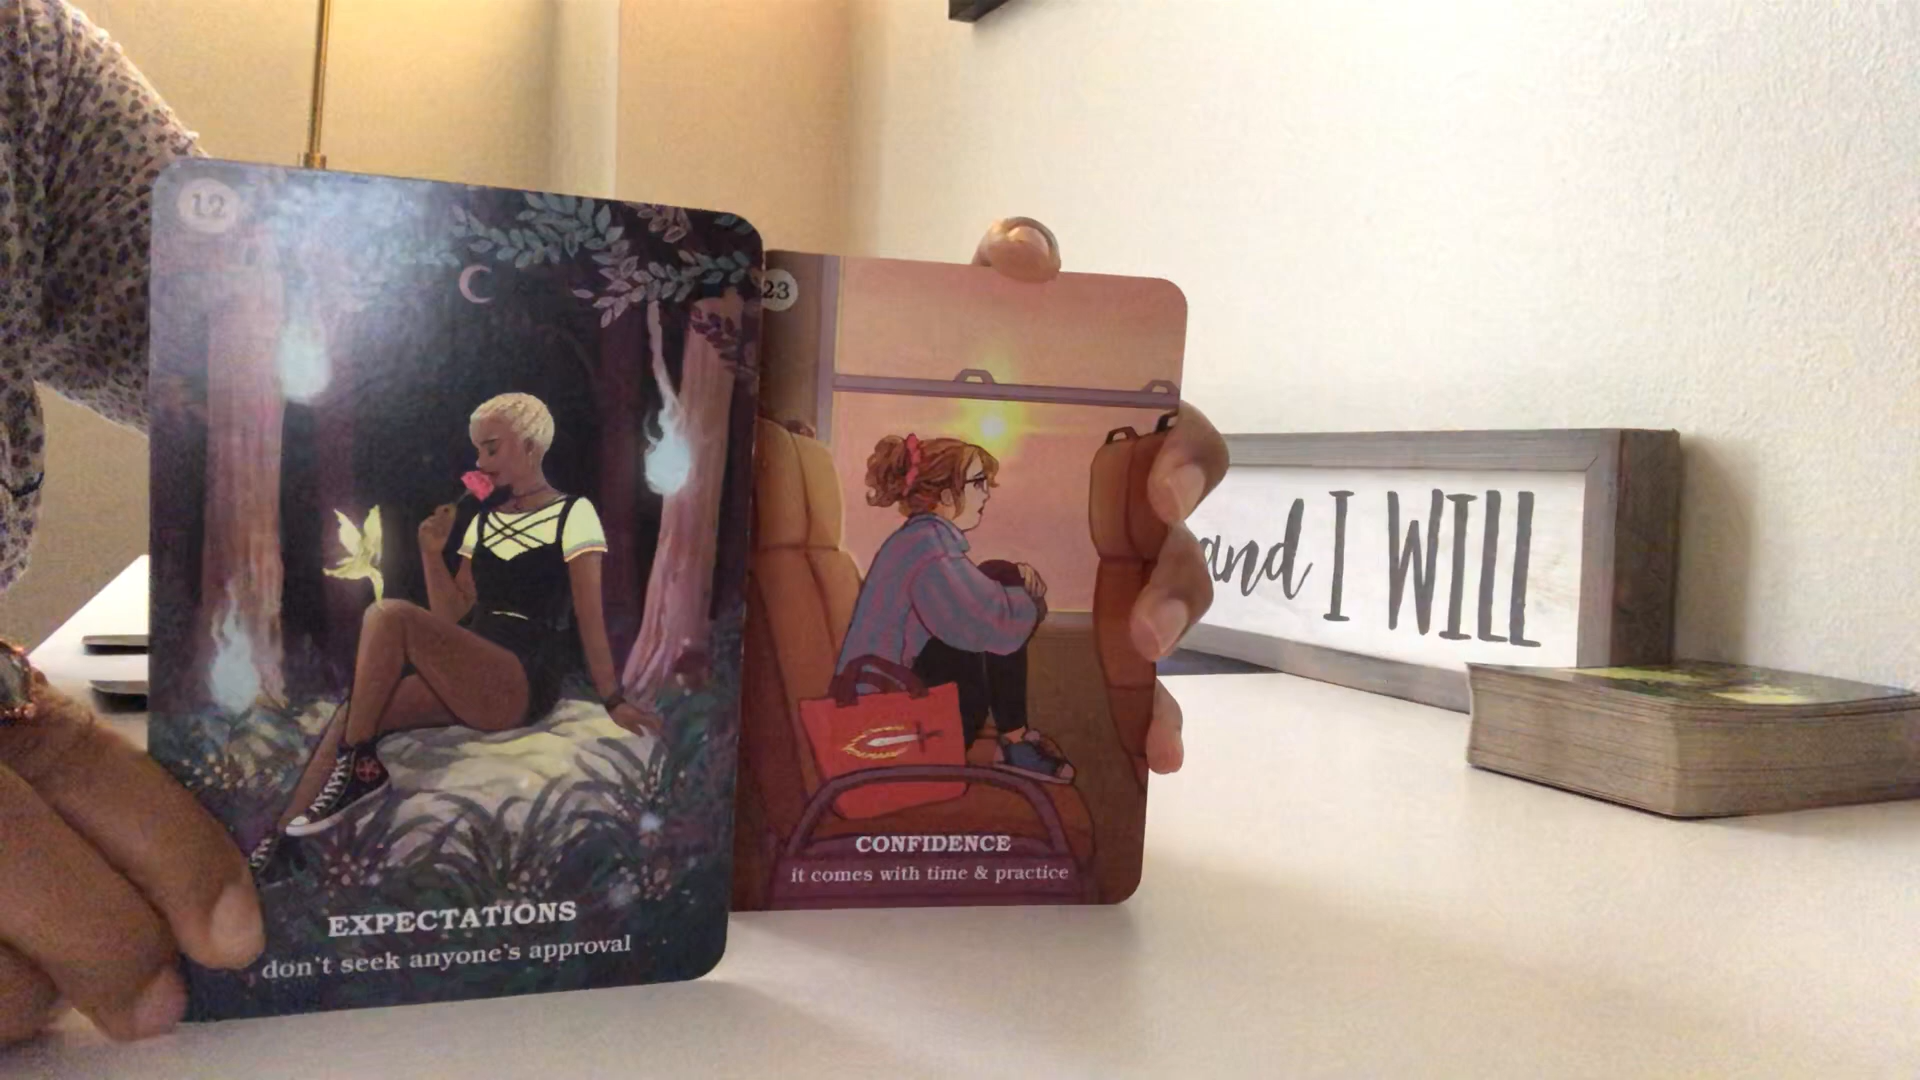 12
EXPECTATIONS
don't seek anyone's approval
23
CONFIDENCE
it comes with time & practice
and I WILL